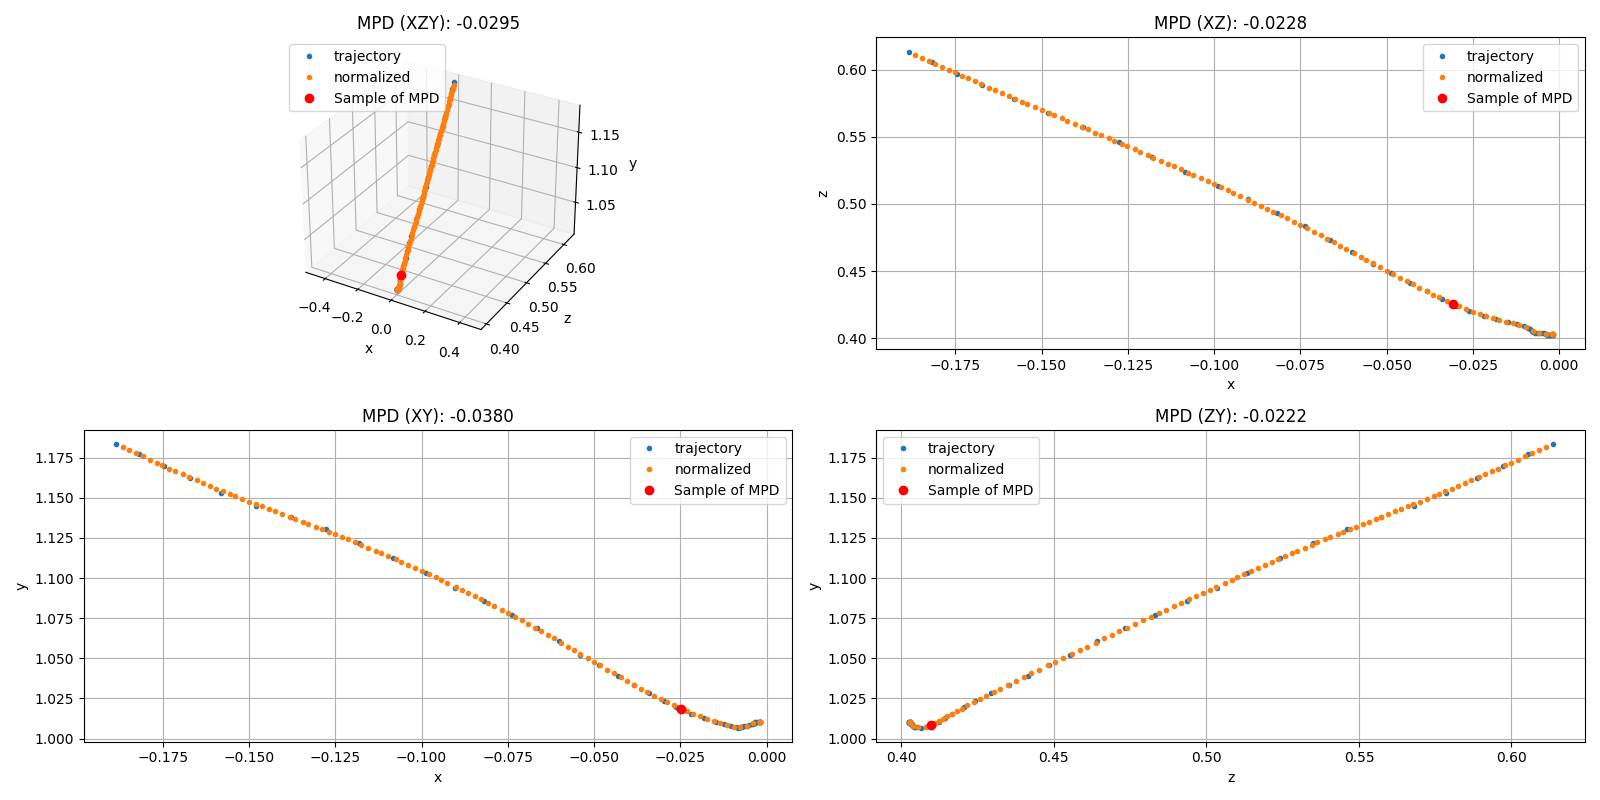 MPD (XZY): -0.0295
trajectory
normalized
Sample of MPD
1.15
1.10
1.05
y
−0.4
−0.2
0.0
0.2
0.4
x
0.40
0.45
0.50
0.55
0.60
z
MPD (XZ): -0.0228
trajectory
normalized
Sample of MPD
0.60
0.55
0.50
0.45
0.40
z
−0.175
−0.150
−0.125
−0.100
−0.075
−0.050
−0.025
0.000
x
MPD (XY): -0.0380
trajectory
normalized
Sample of MPD
1.175
1.150
1.125
1.100
1.075
1.050
1.025
1.000
y
−0.175
−0.150
−0.125
−0.100
−0.075
−0.050
−0.025
0.000
x
MPD (ZY): -0.0222
trajectory
normalized
Sample of MPD
1.175
1.150
1.125
1.100
1.075
1.050
1.025
1.000
y
0.40
0.45
0.50
0.55
0.60
z